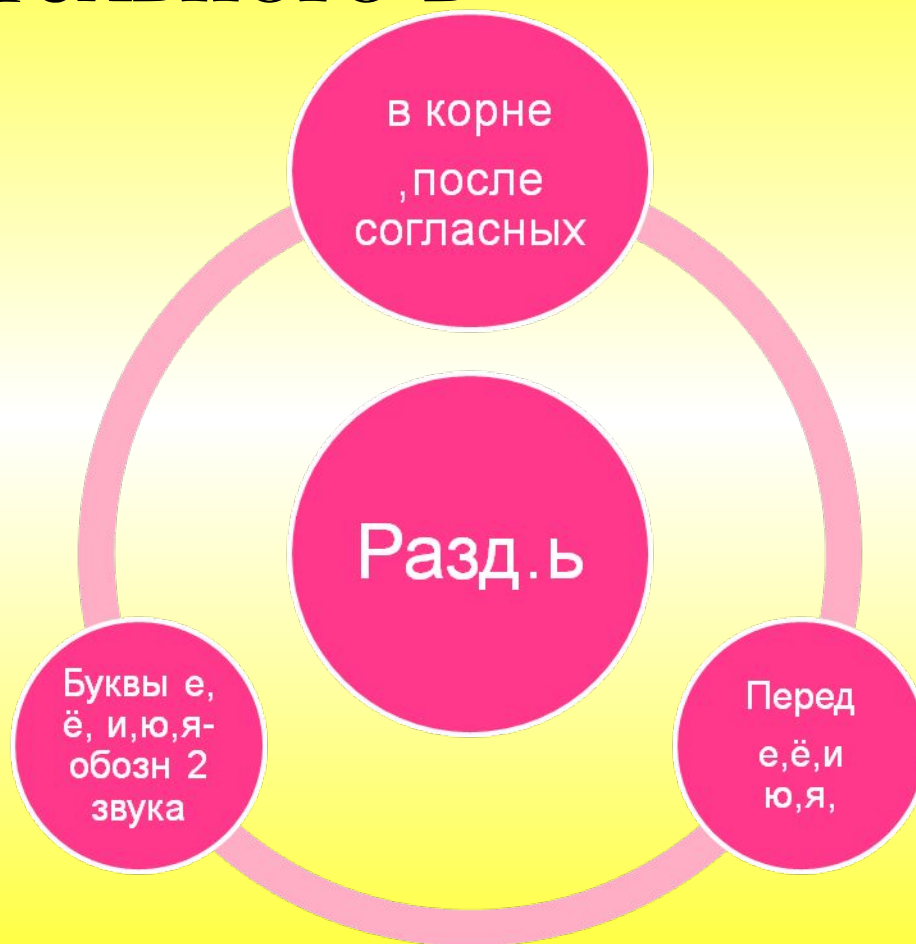 в корне
,после
согласных
Разд.ь
Буквы е,
ё, и,ю,я-
обозн 2
звука
Перед
е,ё,и
ю,я,